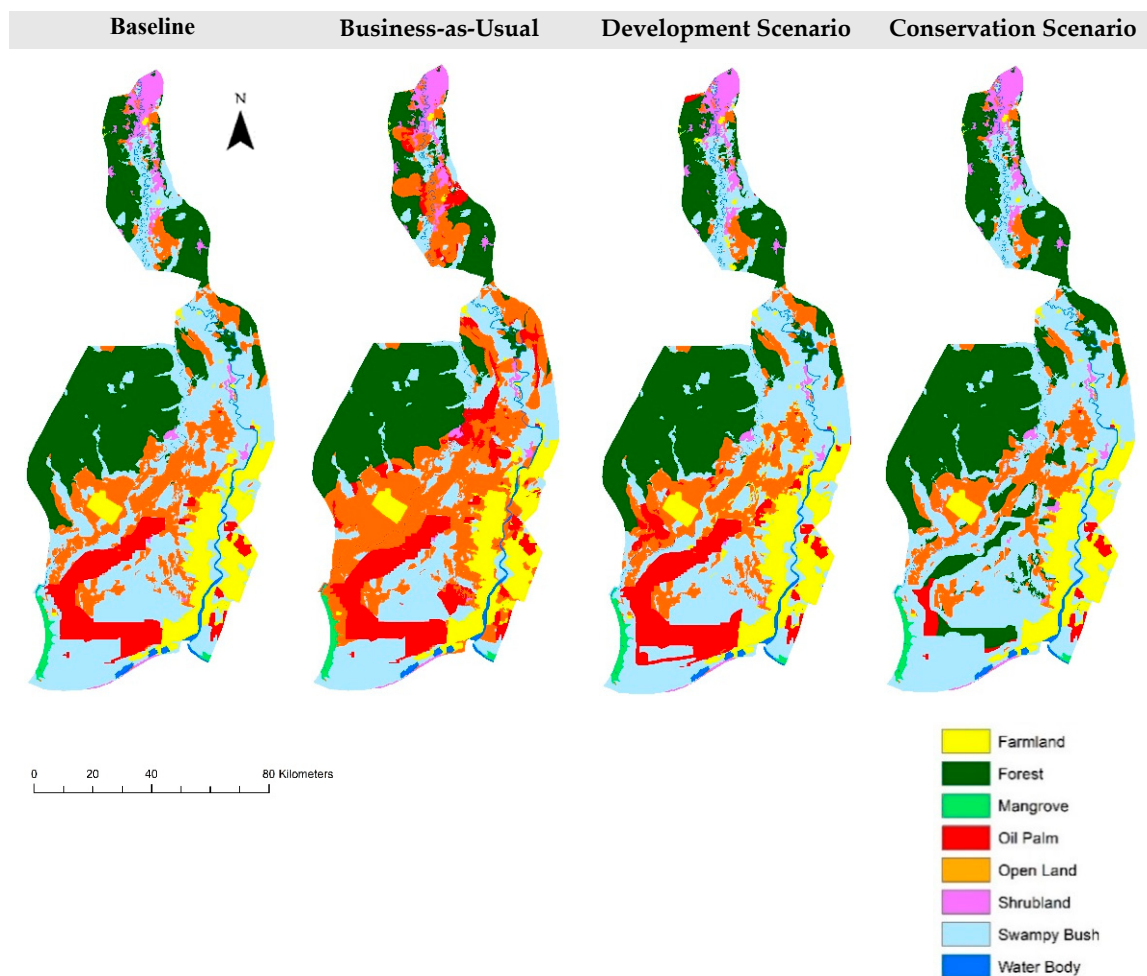 Baseline
Business-as-Usual
Development Scenario
Conservation Scenario
N
0 20 40 80 Kilometers
Farmland
Forest
Mangrove
Oil Palm
Open Land
Shrubland
Swampy Bush
Water Body